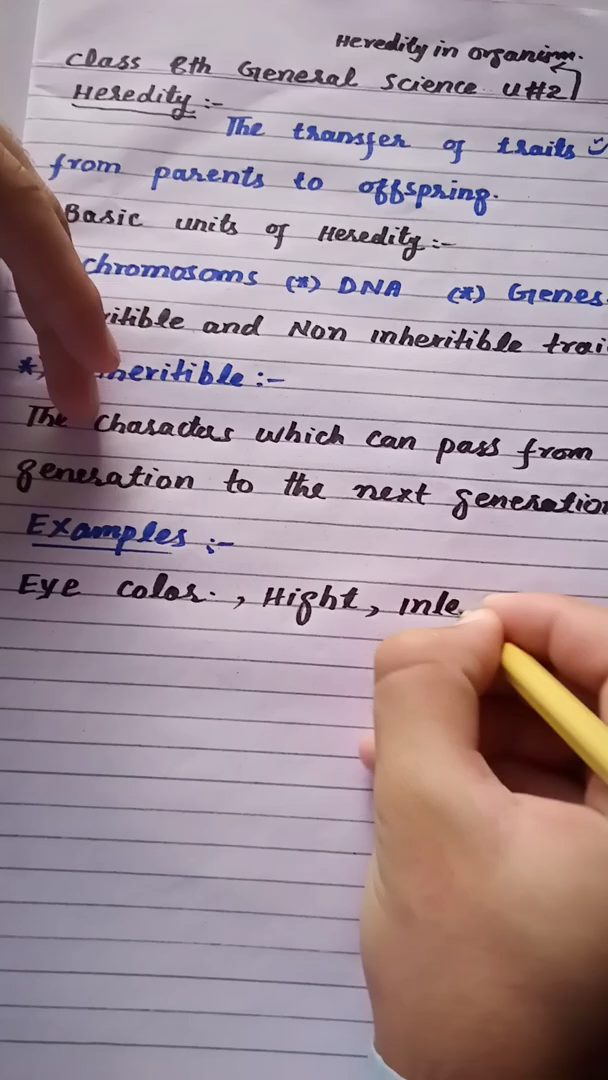 Heredity in organism.
Class 8th General Science U#2
Heredity :-
The transfer of traits
from parents to offspring.
Basic units of Heredity :-
chromosoms (*) DNA (*) Genes
itible and Non inheritible trai
* heritible :-
The Characters which can pass from
generation to the next generation
Examples :-
Eye color. , Hight, inle